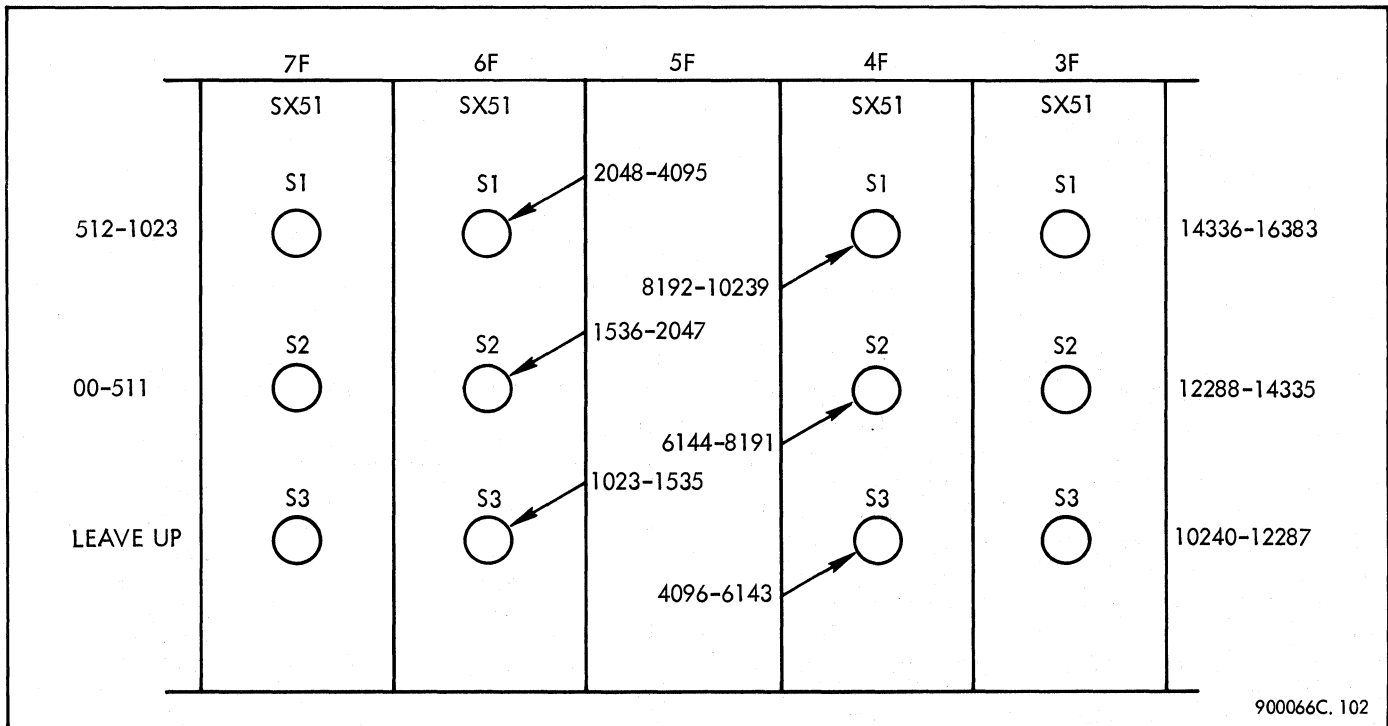 7F 6F 5F 4F 3F
SX51 SX51 SX51 SX51
2048-4095
S1 S1 S1 S1
512-1023 14336-16383
8192-10239
1536-2047
S2 S2 S2 S2
00-511 12288-14335
6144-8191
1023-1535
S3 S3 S3 S3
LEAVE UP 10240-12287
4096-6143
900066C. 102